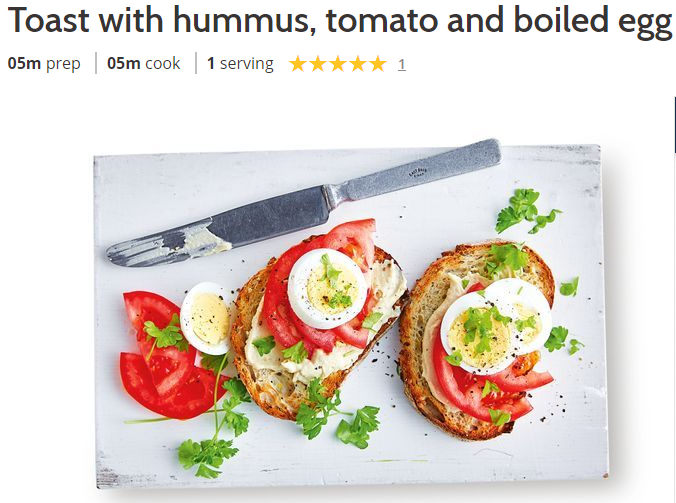 Toast with hummus, tomato and boiled egg
05m prep 05m cook 1 serving 1